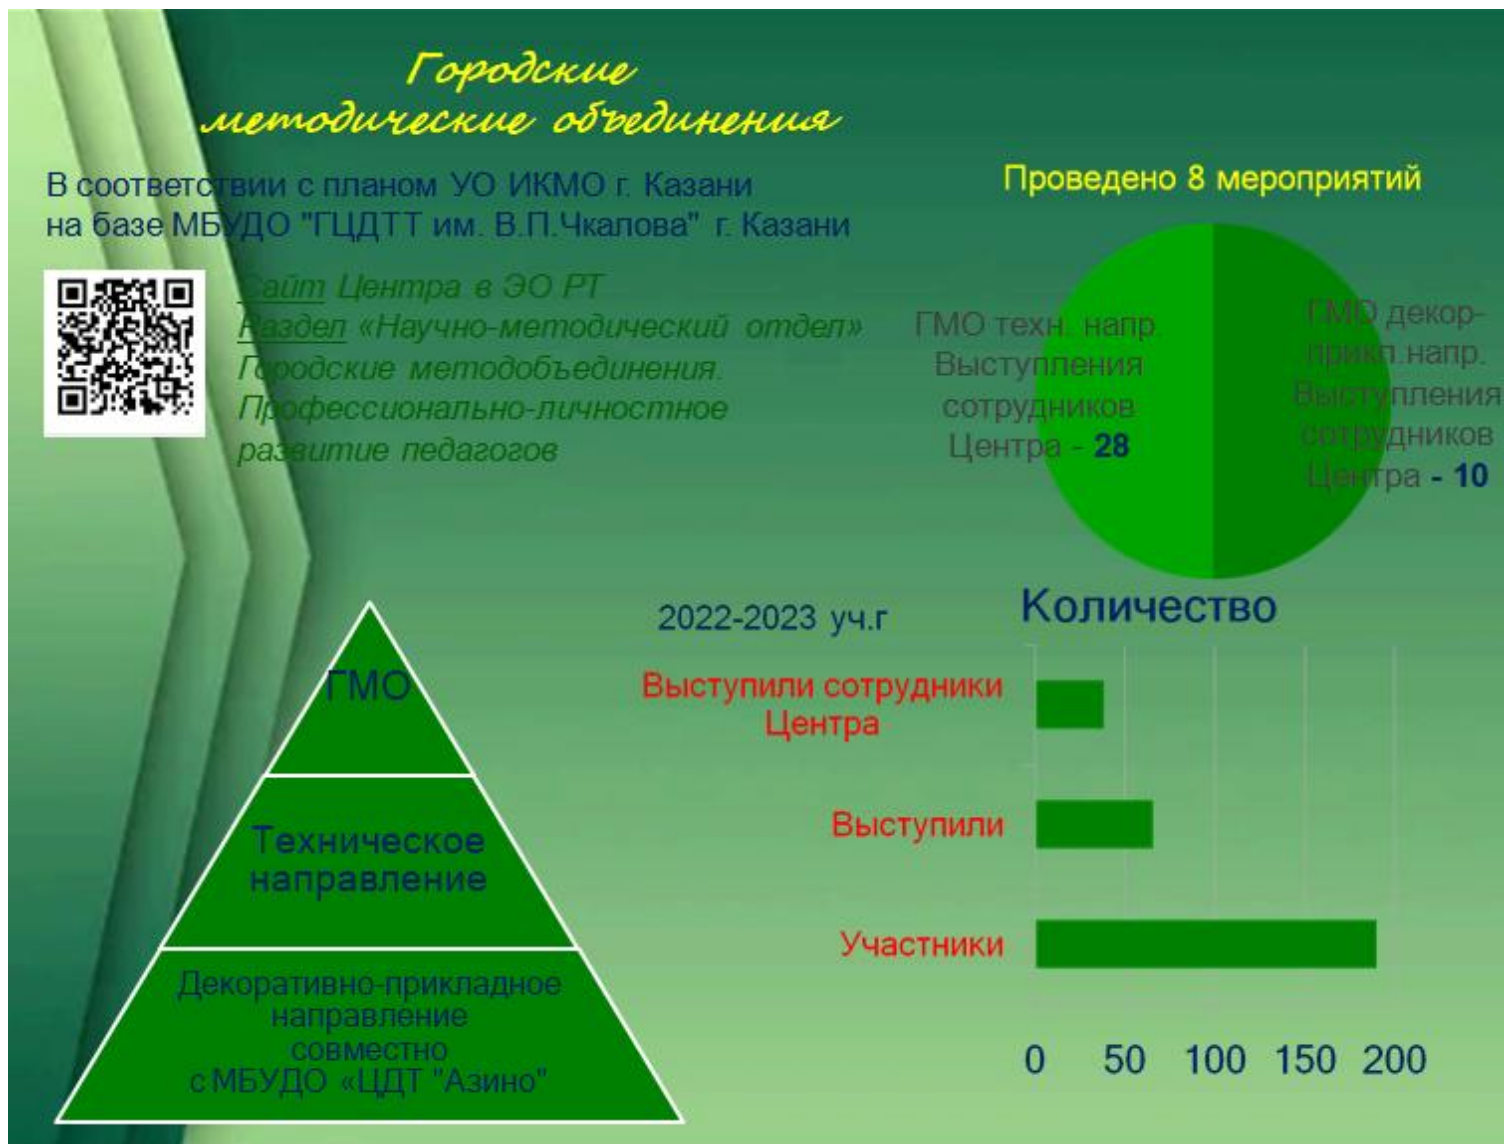 Городские
методические объединения
В соответствии с планом УО ИКМО г. Казани
на базе МБУДО "ГЦДТТ им. В.П.Чкалова" г. Казани
Сайт Центра в ЭО РТ
Раздел «Научно-методический отдел»
Городские методобъединения.
Профессионально-личностное
развитие педагогов
Проведено 8 мероприятий
ГМО техн. напр.
Выступления
сотрудников
Центра - 28
ГМО декор-
прикл.напр.
Выступления
сотрудников
Центра - 10
ГМО
Техническое
направление
Декоративно-прикладное
направление
совместно
с МБУДО «ЦДТ "Азино"
2022-2023 уч.г
Количество
Выступили сотрудники
Центра
Выступили
Участники
0 50 100 150 200